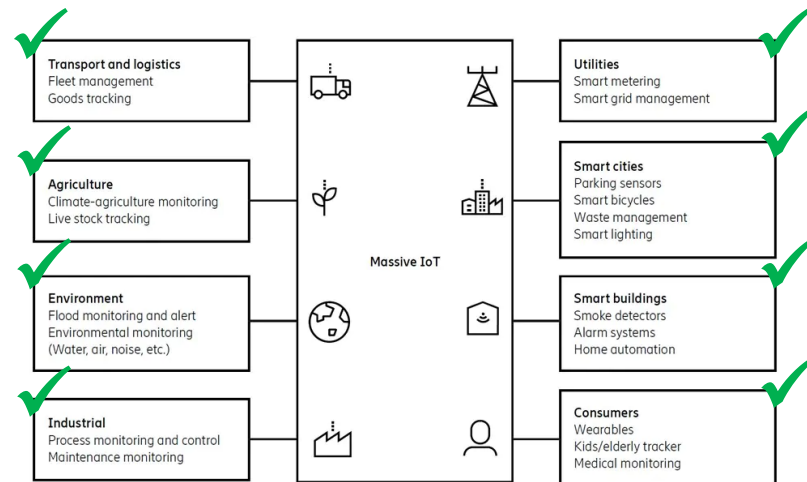 Transport and logistics
Fleet management
Goods tracking
Agriculture
Climate-agriculture monitoring
Live stock tracking
Environment
Flood monitoring and alert
Environmental monitoring
(Water, air, noise, etc.)
Industrial
Process monitoring and control
Maintenance monitoring
Massive IoT
Utilities
Smart metering
Smart grid management
Smart cities
Parking sensors
Smart bicycles
Waste management
Smart lighting
Smart buildings
Smoke detectors
Alarm systems
Home automation
Consumers
Wearables
Kids/elderly tracker
Medical monitoring